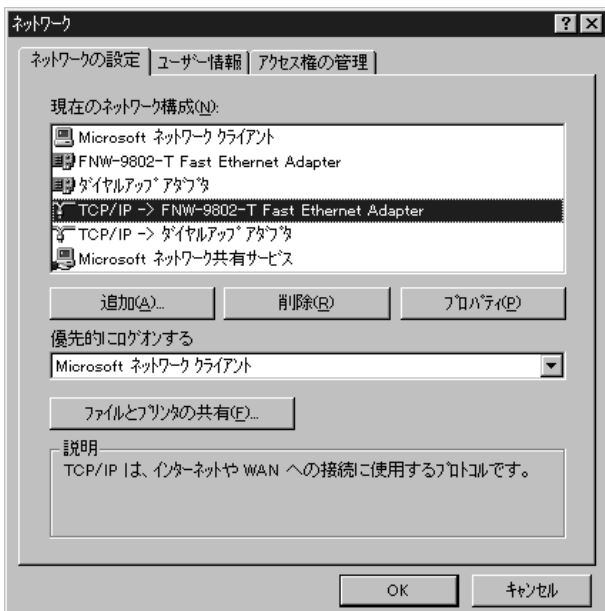 ネットワーク
ネットワークの設定 ユーザー情報 アクセス権の管理
現在のネットワーク構成(N):
Microsoft ネットワーク クライアント
FNW-9802-T Fast Ethernet Adapter
ダイヤルアップ アダプタ
TCP/IP -> FNW-9802-T Fast Ethernet Adapter
TCP/IP -> ダイヤルアップ アダプタ
Microsoft ネットワーク共有サービス
追加(A)... 削除(R) プロパティ(P)
優先的にログオンする
Microsoft ネットワーク クライアント
ファイルとプリンタの共有(F)...
説明
TCP/IP は、インターネットや WAN への接続に使用するプロトコルです。
OK キャンセル